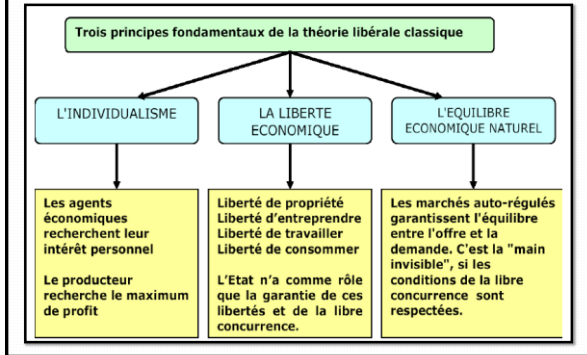 Trois principes fondamentaux de la théorie libérale classique
L'INDIVIDUALISME
LA LIBERTE
ECONOMIQUE
L'EQUILIBRE
ECONOMIQUE NATUREL
Les agents
économiques
recherchent leur
intérêt personnel
Le producteur
recherche le maximum
de profit
Liberté de propriété
Liberté d'entreprendre
Liberté de travailler
Liberté de consommer
L'Etat n'a comme rôle
que la garantie de ces
libertés et de la libre
concurrence.
Les marchés auto-régulés
garantissent l'équilibre
entre l'offre et la
demande. C'est la "main
invisible", si les
conditions de la libre
concurrence sont
respectées.